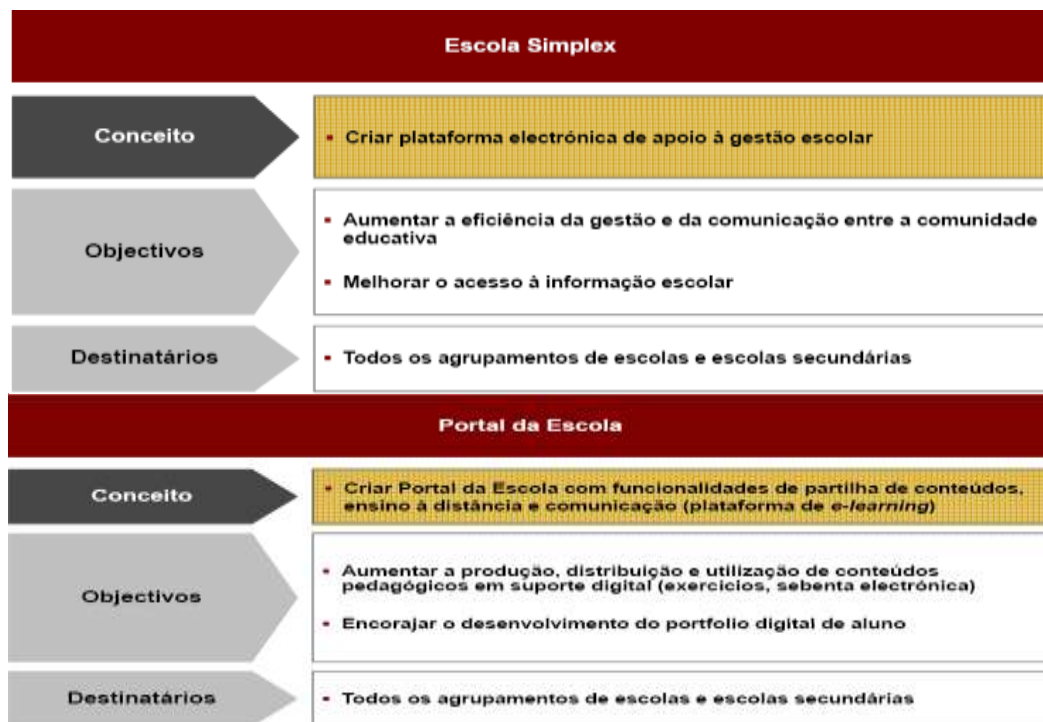 Escola Simplex
Conceito
▪ Criar plataforma electrónica de apoio à gestão escolar
Objectivos
▪ Aumentar a eficiência da gestão e da comunicação entre a comunidade
educativa
▪ Melhorar o acesso à informação escolar
Destinatários
▪ Todos os agrupamentos de escolas e escolas secundárias
Portal da Escola
Conceito
▪ Criar Portal da Escola com funcionalidades de partilha de conteúdos,
ensino à distância e comunicação (plataforma de e-learning)
Objectivos
▪ Aumentar a produção, distribuição e utilização de conteúdos
pedagógicos em suporte digital (exercícios, sebenta electrónica)
▪ Encorajar o desenvolvimento do portfolio digital de aluno
Destinatários
▪ Todos os agrupamentos de escolas e escolas secundárias